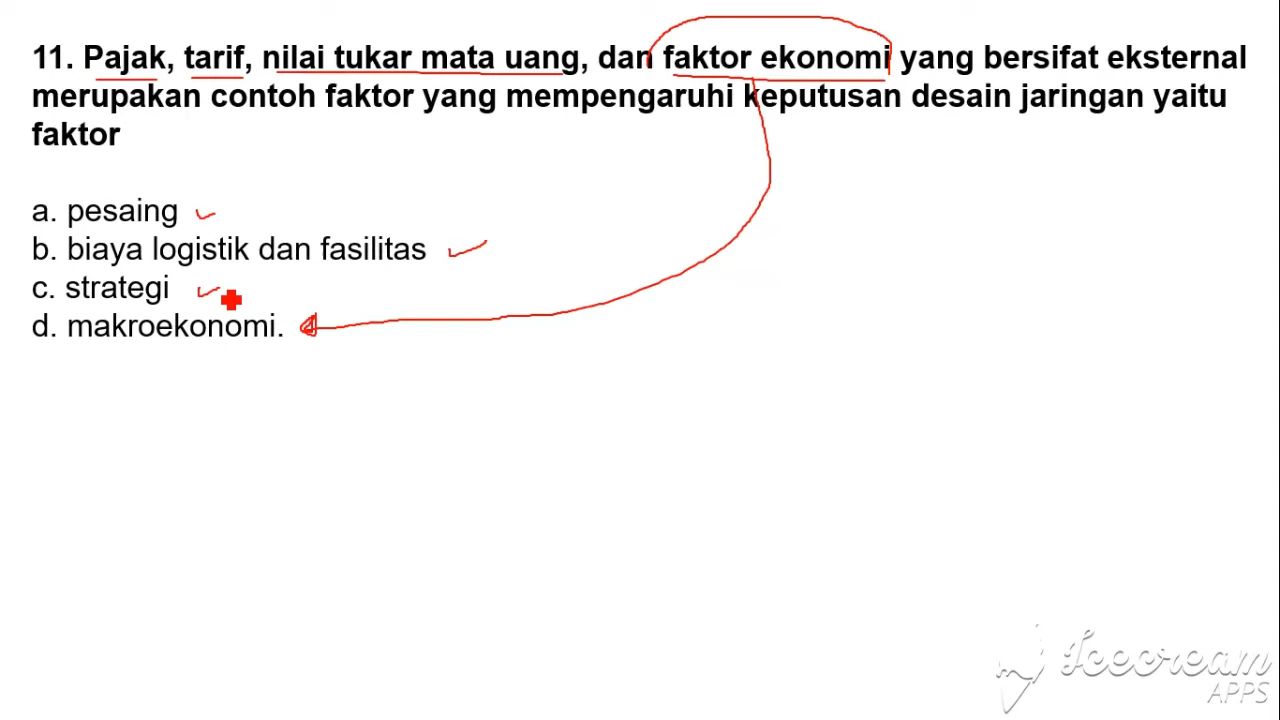 11. Pajak, tarif, nilai tukar mata uang, dan faktor ekonomi yang bersifat eksternal
merupakan contoh faktor yang mempengaruhi keputusan desain jaringan yaitu
faktor
a. pesaing
b. biaya logistik dan fasilitas
c. strategi
d. makroekonomi.
Icecream
APPS